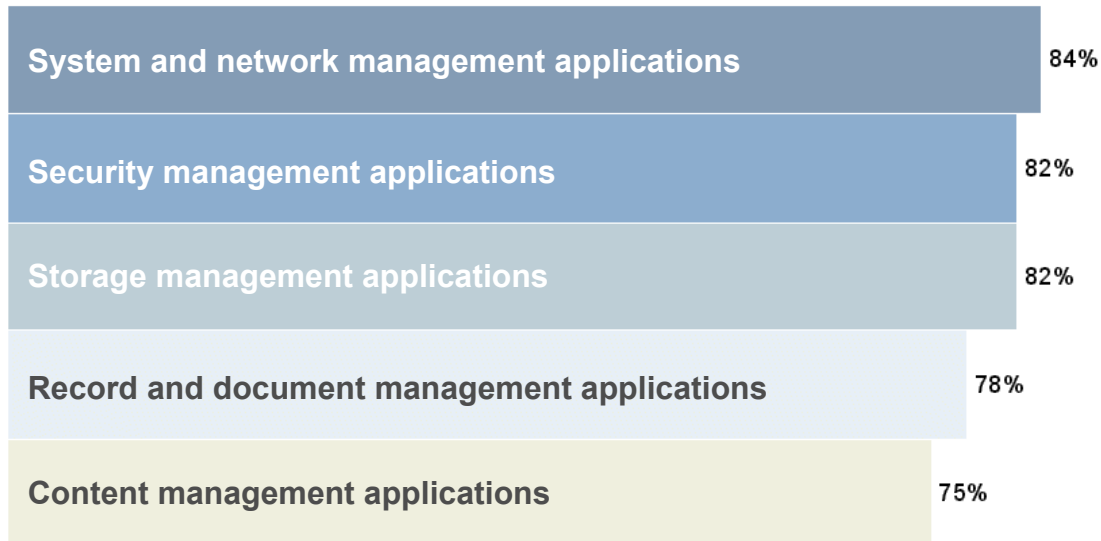 System and network management applications 84%
Security management applications 82%
Storage management applications 82%
Record and document management applications 78%
Content management applications 75%